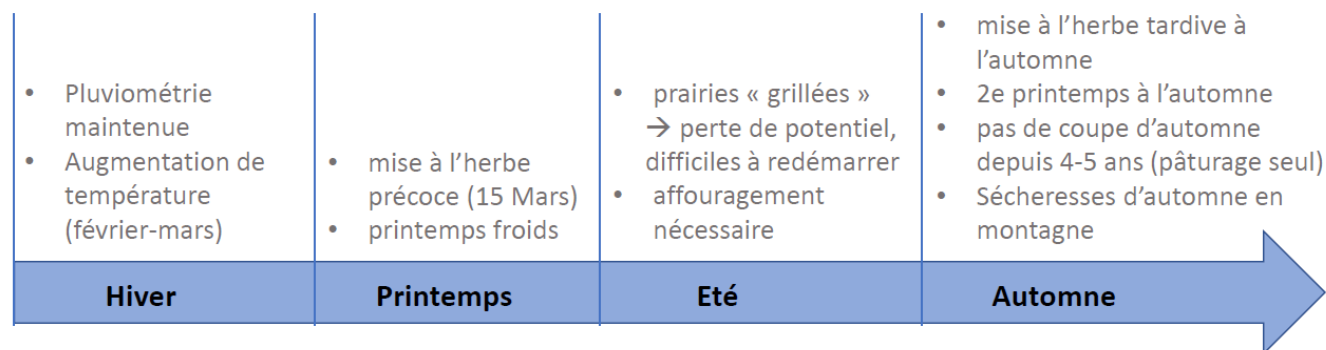 • Pluviométrie
maintenue
• Augmentation de
température
(février-mars)
• mise à l’herbe
précoce (15 Mars)
• printemps froids
• prairies « grillées »
→ perte de potentiel,
difficiles à redémarrer
• affouragement
nécessaire
• mise à l’herbe tardive à
l’automne
• 2e printemps à l’automne
• pas de coupe d’automne
depuis 4-5 ans (pâturage seul)
• Sécheresses d’automne en
montagne
Hiver
Printemps
Eté
Automne